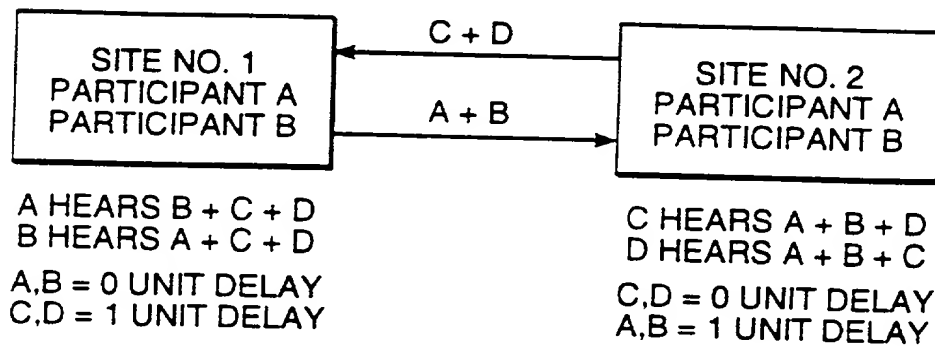 C + D
SITE NO. 1
PARTICIPANT A
PARTICIPANT B
A + B
SITE NO. 2
PARTICIPANT A
PARTICIPANT B
A HEARS B + C + D
B HEARS A + C + D
A,B = 0 UNIT DELAY
C,D = 1 UNIT DELAY
C HEARS A + B + D
D HEARS A + B + C
C,D = 0 UNIT DELAY
A,B = 1 UNIT DELAY